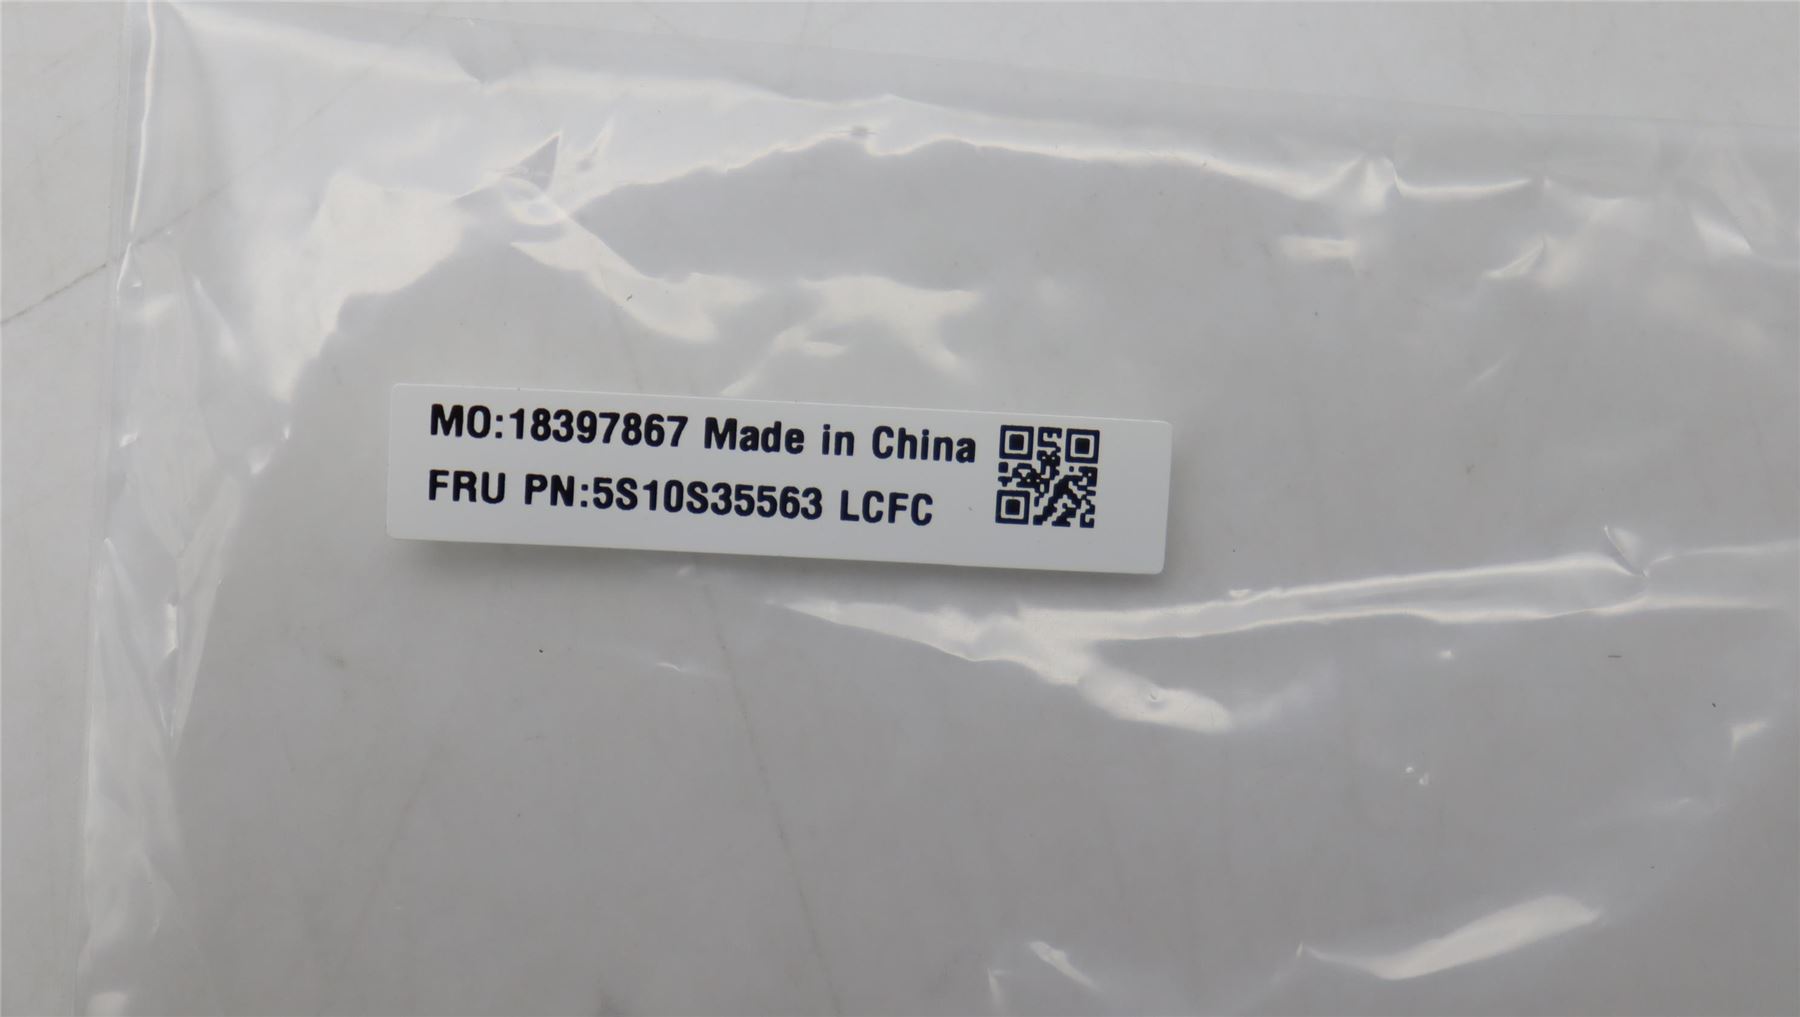 MO:18397867 Made in China
FRU PN:5S10S35563 LCFC